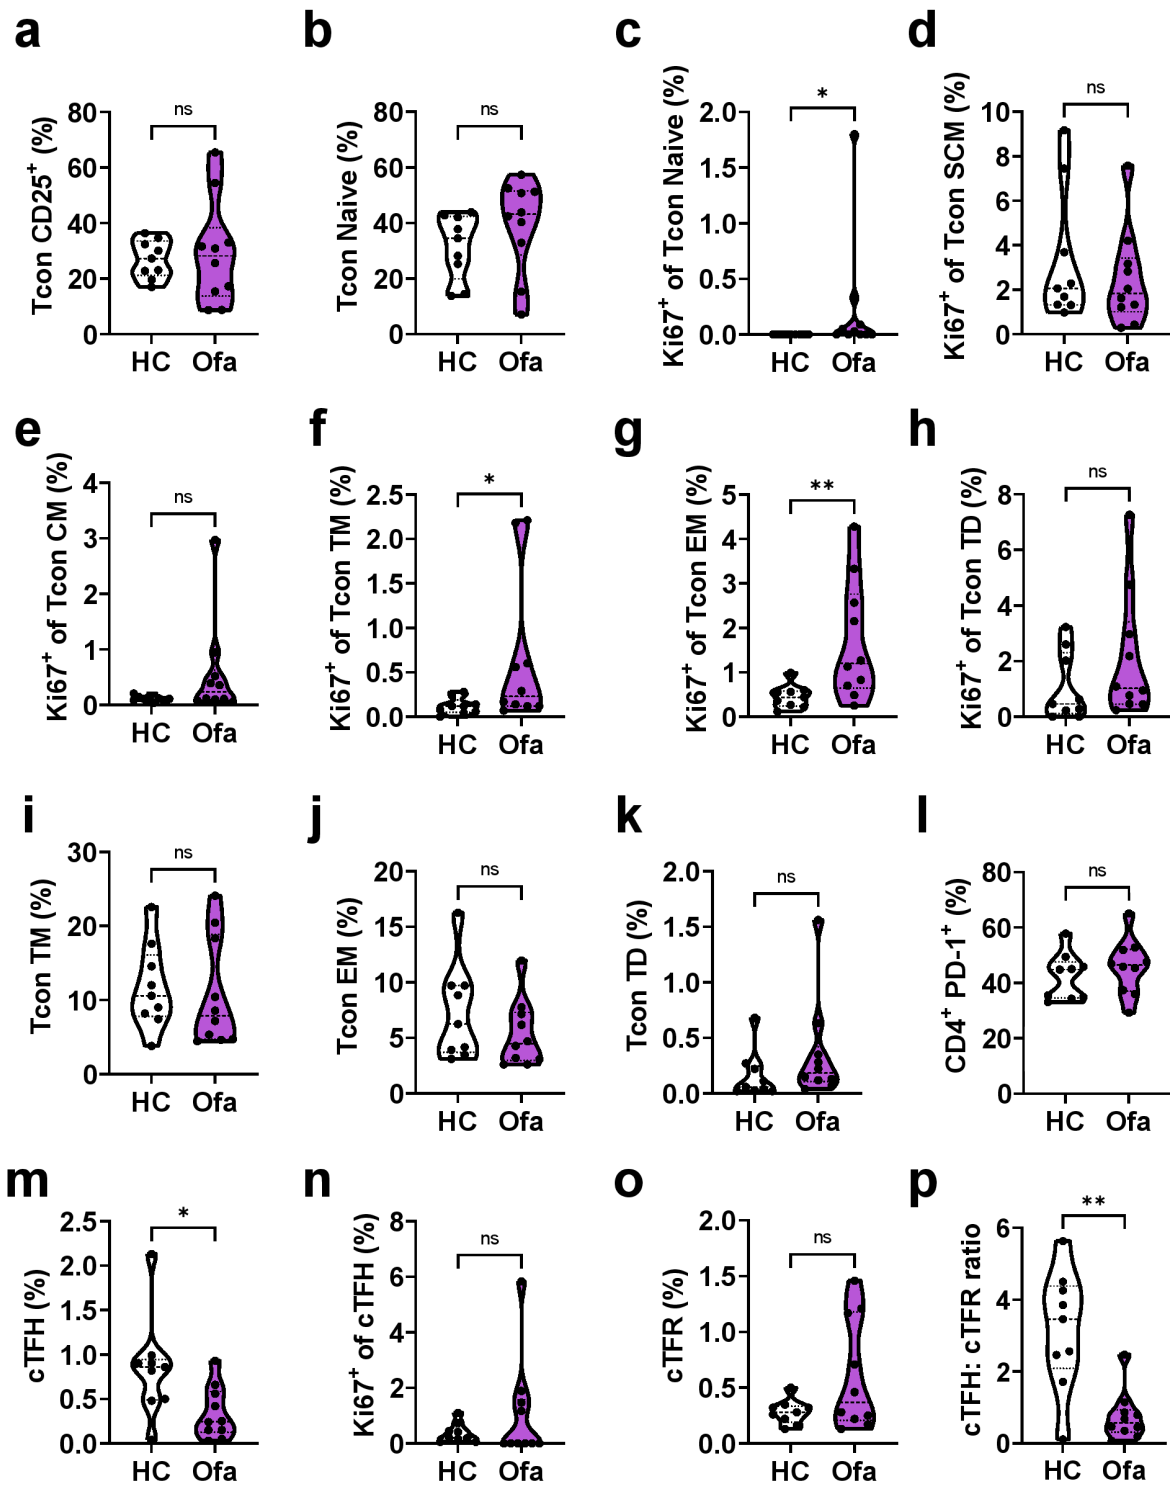 a
b
c
d
Tcon CD25⁺ (%)
80
60
40
20
0
ns
HC Ofa
Tcon Naive (%)
80
60
40
20
0
ns
HC Ofa
Ki67⁺ of Tcon Naive (%)
2.0
1.5
1.0
0.5
0.0
*
HC Ofa
Ki67⁺ of Tcon SCM (%)
10
8
6
4
2
0
ns
HC Ofa
e
f
g
h
Ki67⁺ of Tcon CM (%)
4
3
2
1
0
ns
HC Ofa
Ki67⁺ of Tcon TM (%)
2.5
2.0
1.5
1.0
0.5
0.0
*
HC Ofa
Ki67⁺ of Tcon EM (%)
5
4
3
2
1
0
**
HC Ofa
Ki67⁺ of Tcon TD (%)
8
6
4
2
0
ns
HC Ofa
i
j
k
l
Tcon TM (%)
30
20
10
0
ns
HC Ofa
Tcon EM (%)
20
15
10
5
0
ns
HC Ofa
Tcon TD (%)
2.0
1.5
1.0
0.5
0.0
ns
HC Ofa
CD4⁺ PD-1⁺ (%)
80
60
40
20
0
ns
HC Ofa
m
n
o
p
cTFH (%)
2.5
2.0
1.5
1.0
0.5
0.0
*
HC Ofa
Ki67⁺ of cTFH (%)
8
6
4
2
0
ns
HC Ofa
cTFR (%)
2.0
1.5
1.0
0.5
0.0
ns
HC Ofa
cTFH: cTFR ratio
6
4
2
0
**
HC Ofa